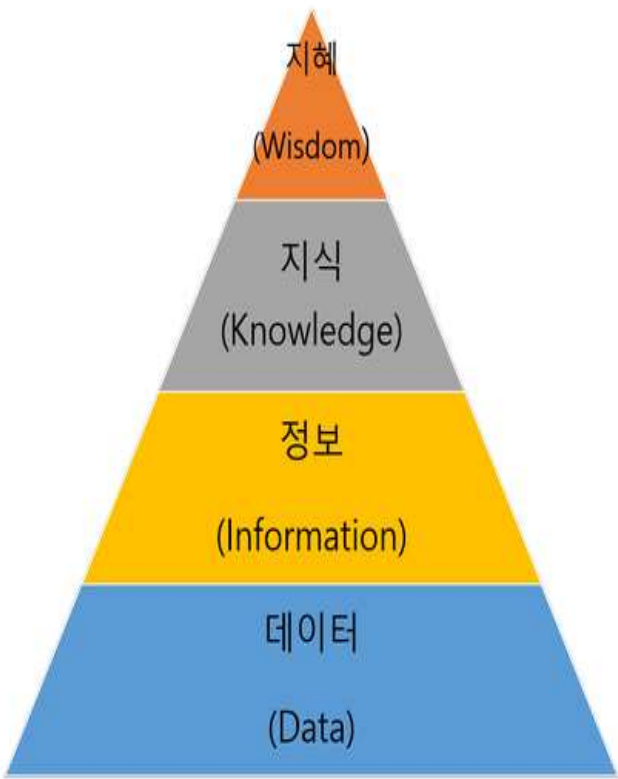 지혜
(Wisdom)
지식
(Knowledge)
정보
(Information)
데이터
(Data)